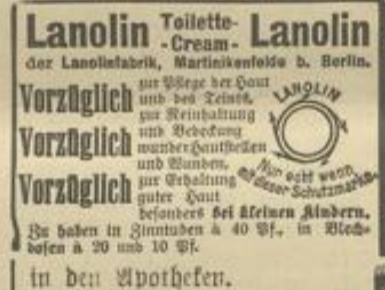 Lanolin Toilette-Cream- Lanolin
der Lanolinfabrik, Martinikenfelde b. Berlin.
Vorzüglich zur Pflege der Haut
und des Teints,
Vorzüglich zur Reinhaltung
und Bedeckung
wunder Hautstellen
und Wunden,
Vorzüglich zur Erhaltung
guter Haut
besonders bei kleinen Kindern.
LANOLIN
Nur echt wenn
mit dieser Schutzmarke.
Zu haben in Zinntuben à 40 Pf., in Blech-
dosen à 20 und 10 Pf.
in den Apotheken.